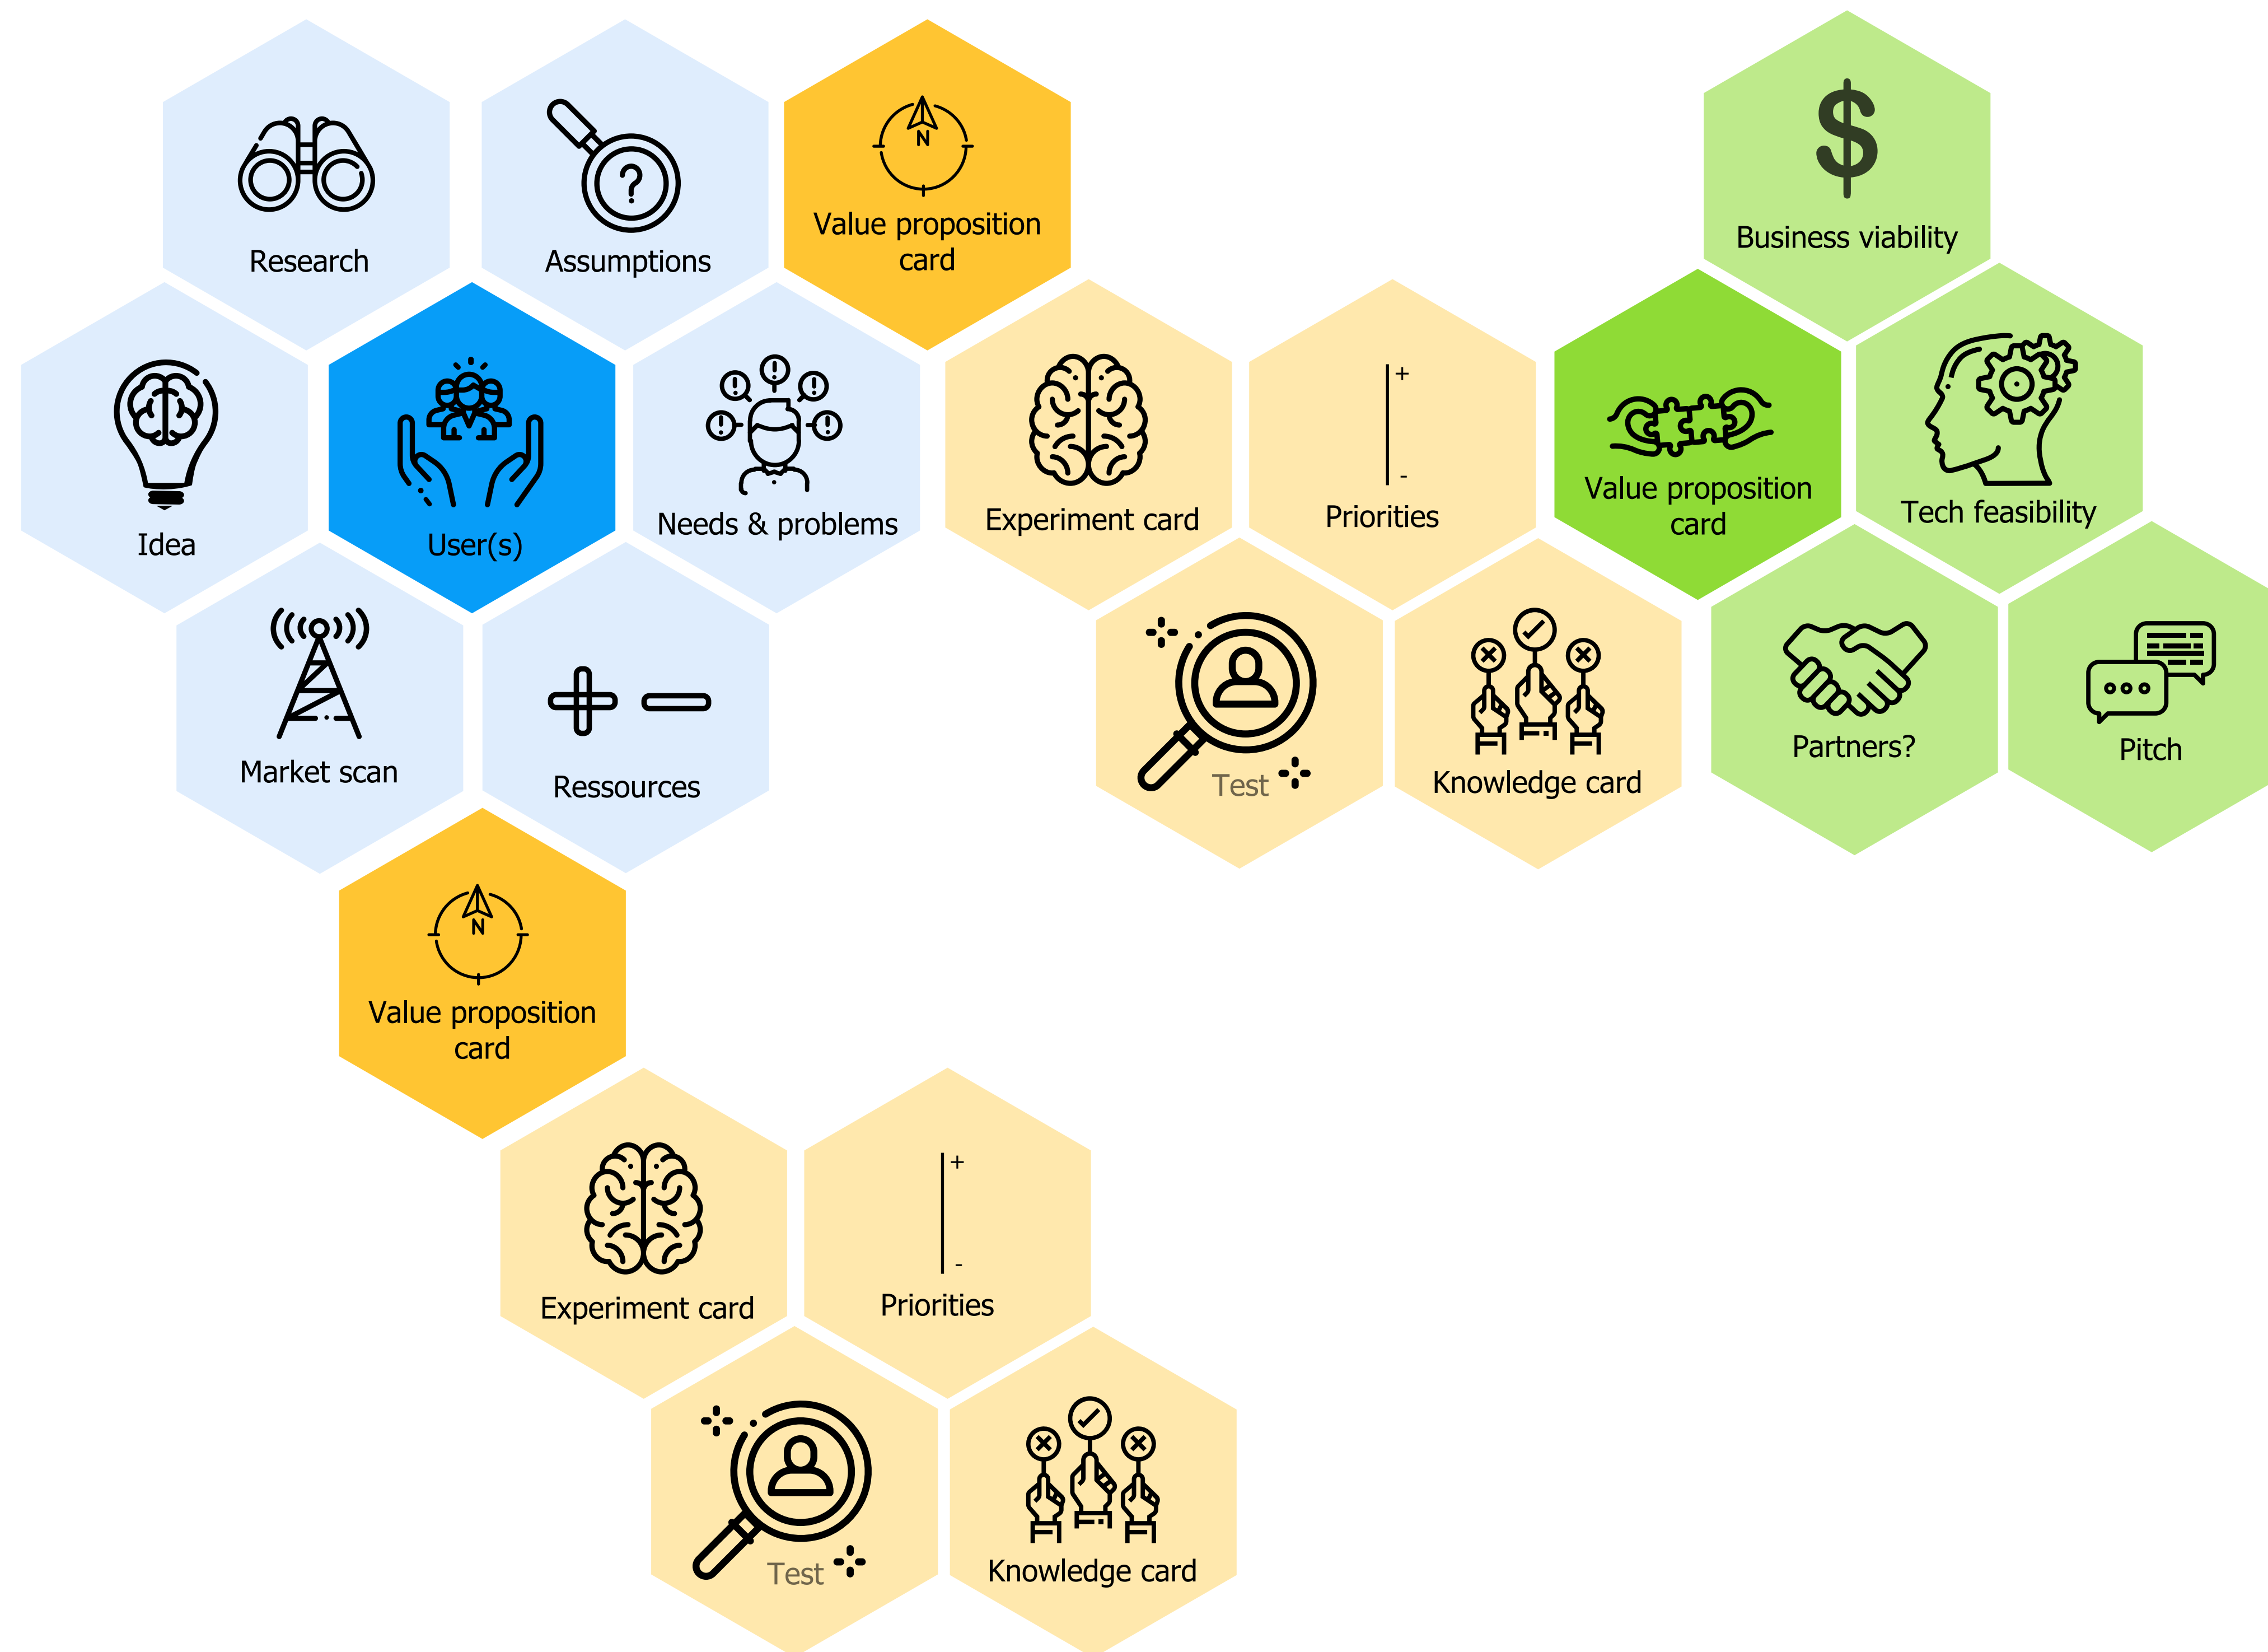 Research
Assumptions
N
Value proposition
card
$
Business viability
Idea
User(s)
Needs & problems
Experiment card
+
-
Priorities
Value proposition
card
Tech feasibility
Market scan
Ressources
Test
Knowledge card
Partners?
Pitch
N
Value proposition
card
Experiment card
+
-
Priorities
Test
Knowledge card